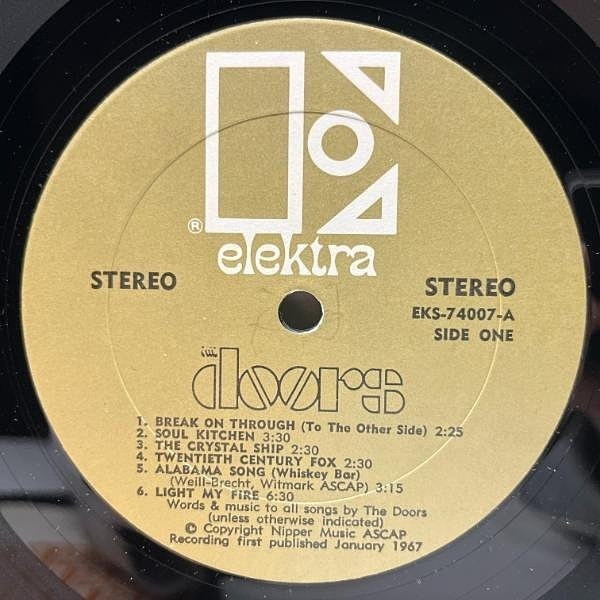 ®
elektra
STEREO
STEREO
EKS-74007-A
SIDE ONE
THE
doors
1. BREAK ON THROUGH (To The Other Side) 2:25
2. SOUL KITCHEN 3:30
3. THE CRYSTAL SHIP 2:30
4. TWENTIETH CENTURY FOX 2:30
5. ALABAMA SONG (Whiskey Bar)
(Weill-Brecht, Witmark ASCAP) 3:15
6. LIGHT MY FIRE 6:30
Words & music to all songs by The Doors
(unless otherwise indicated)
© Copyright Nipper Music ASCAP
Recording first published January 1967